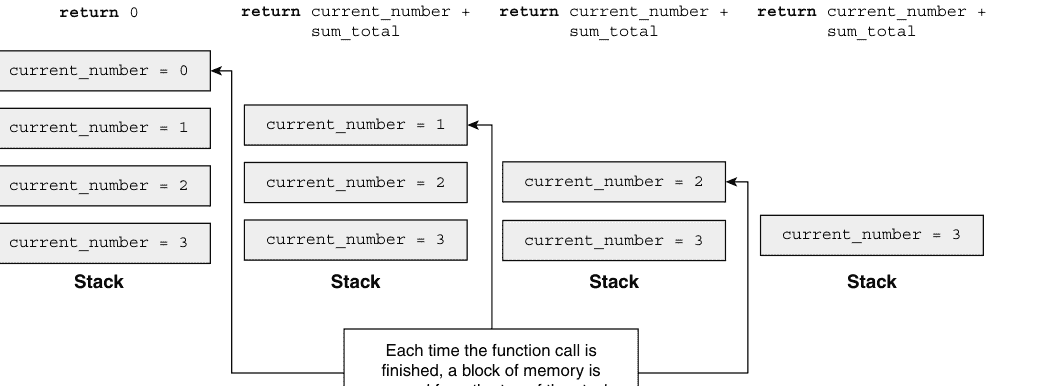 return 0
return current_number +
sum_total
return current_number +
sum_total
return current_number +
sum_total
current_number = 0
current_number = 1
current_number = 2
current_number = 3
Stack
current_number = 1
current_number = 2
current_number = 3
Stack
current_number = 2
current_number = 3
Stack
current_number = 3
Stack
Each time the function call is
finished, a block of memory is